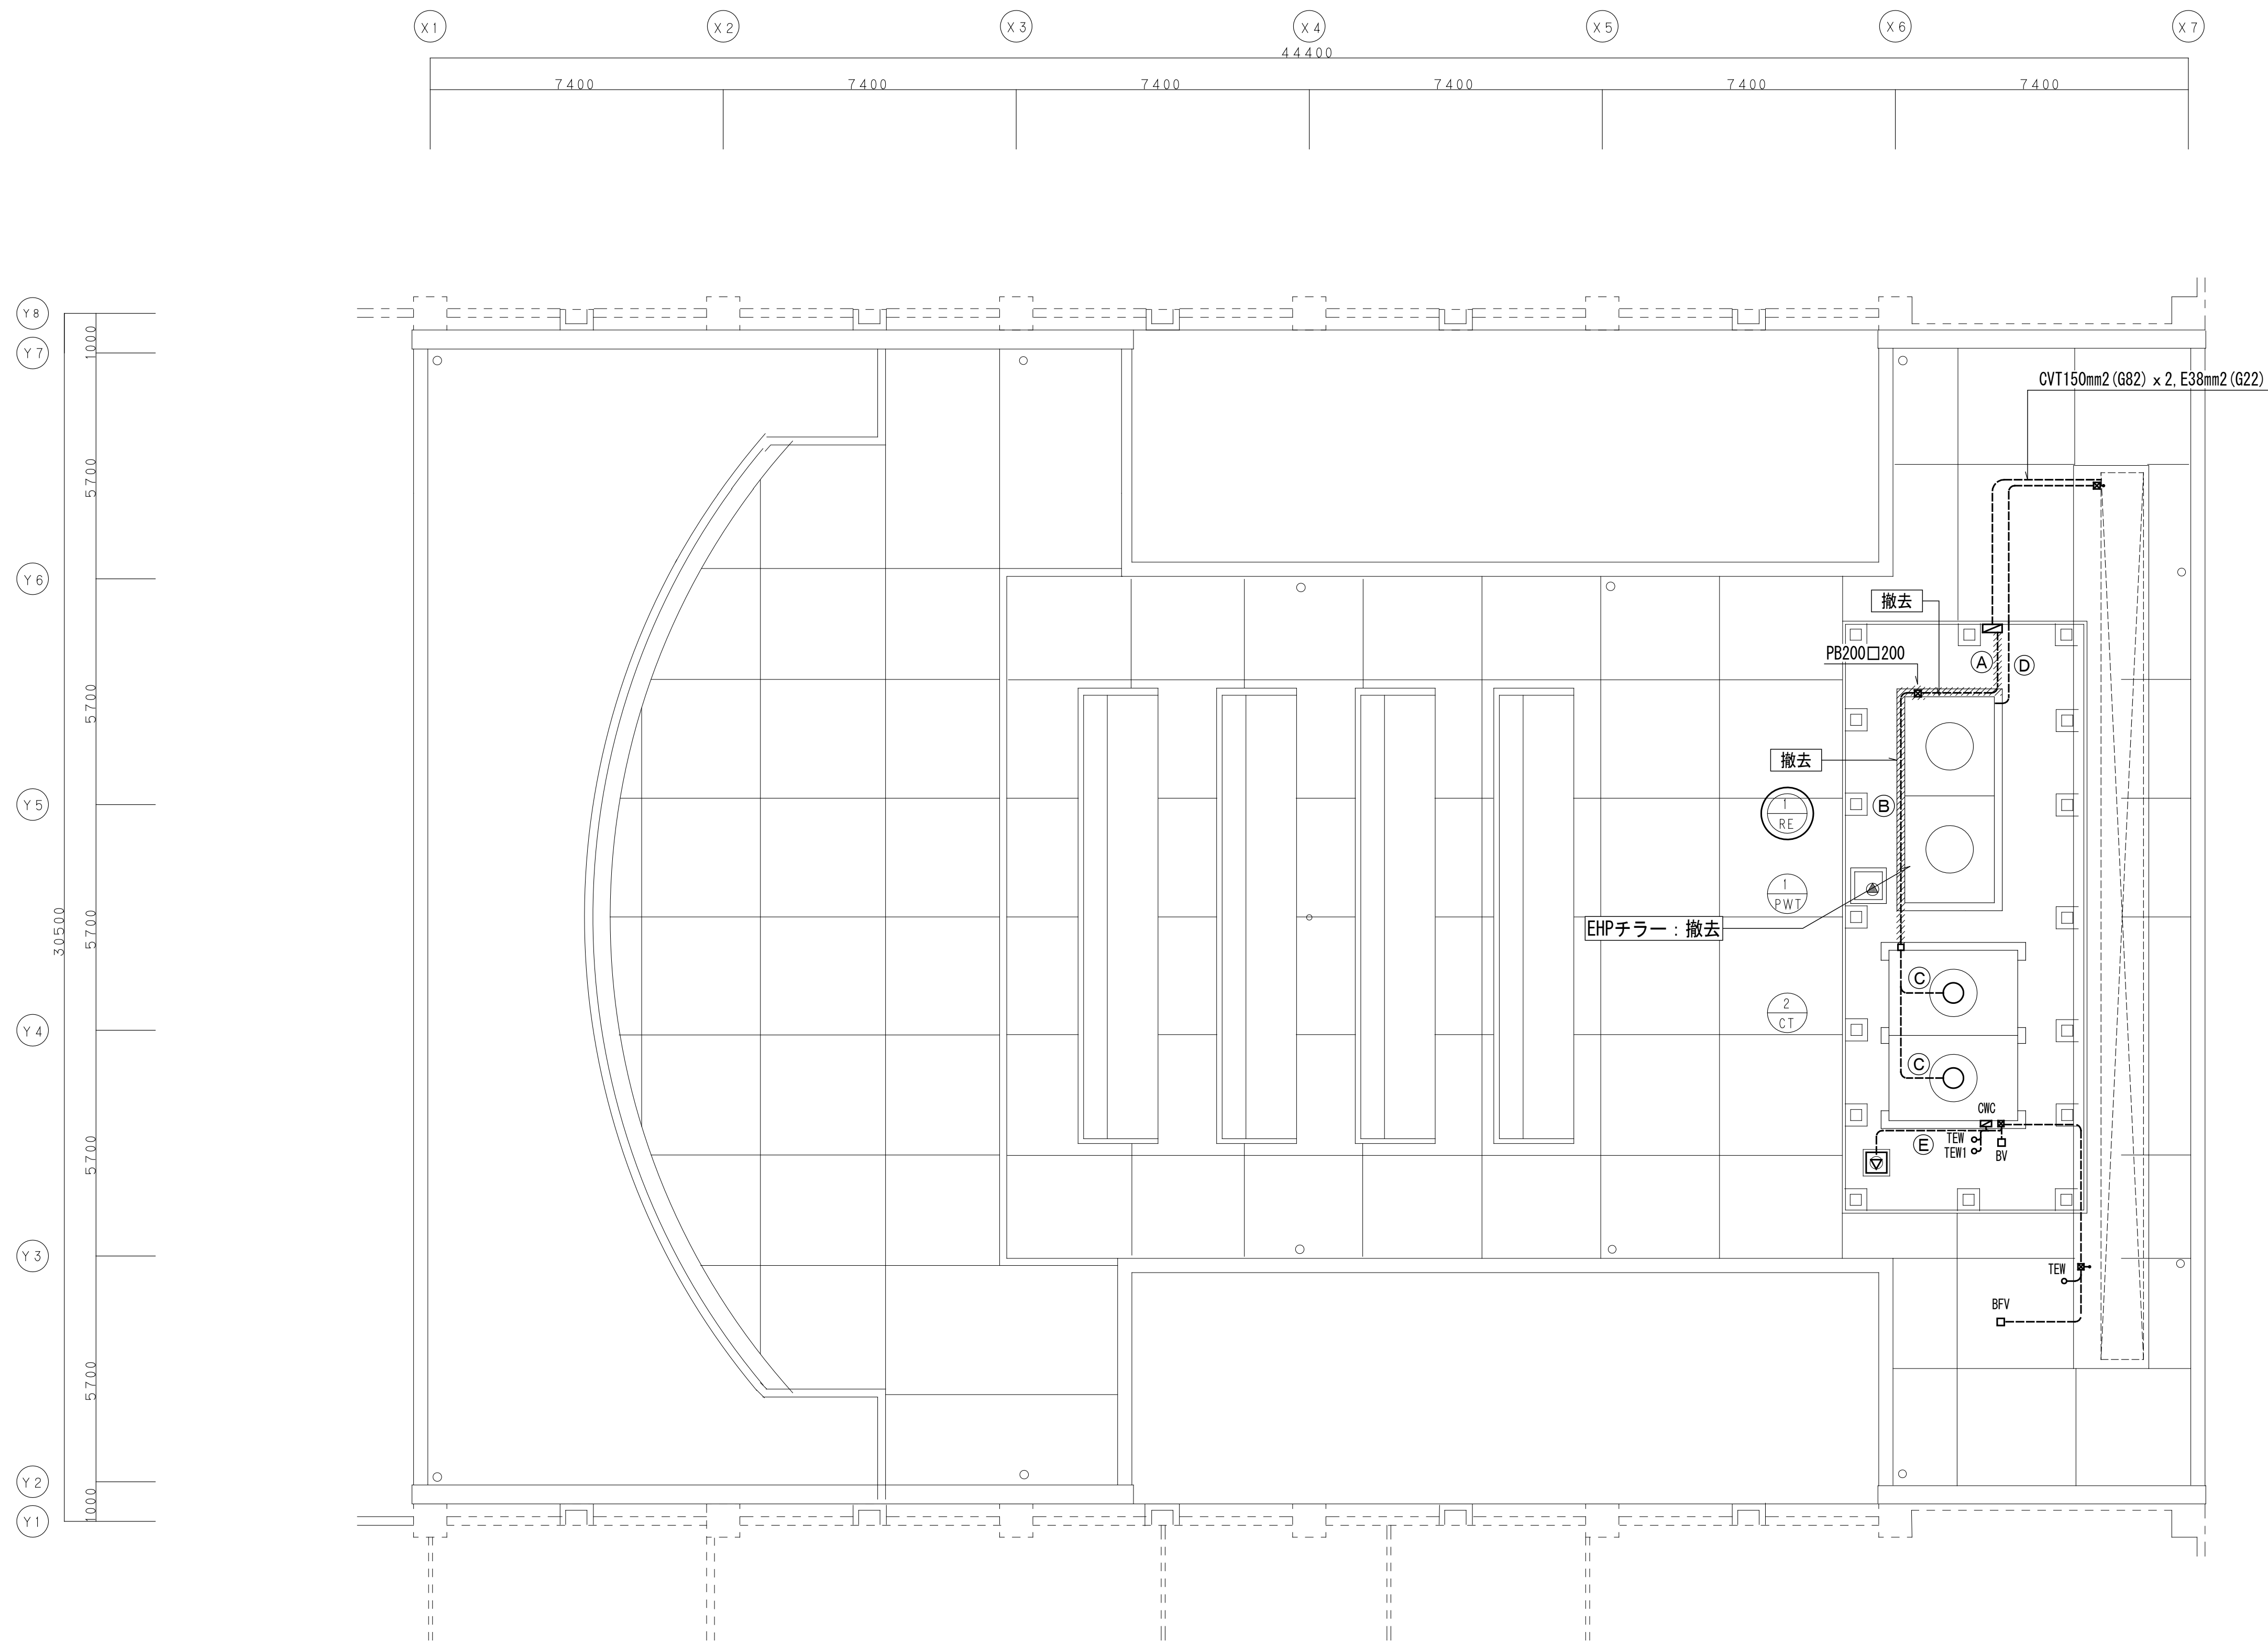 X1 X2 X3 X4 X5 X6 X7
44400
7400 7400 7400 7400 7400 7400
Y8
1000
Y7
CVT150mm2(G82) x 2, E38mm2(G22)
5700
Y6
撤去
PB200□200
A
D
5700
撤去
Y5
B
1
RE
1
PWT
30500
5700
EHPチラー：撤去
C
2
CT
Y4
C
CWC
TEW
TEW1
E
BV
5700
Y3
TEW
BFV
5700
Y2
1000
Y1